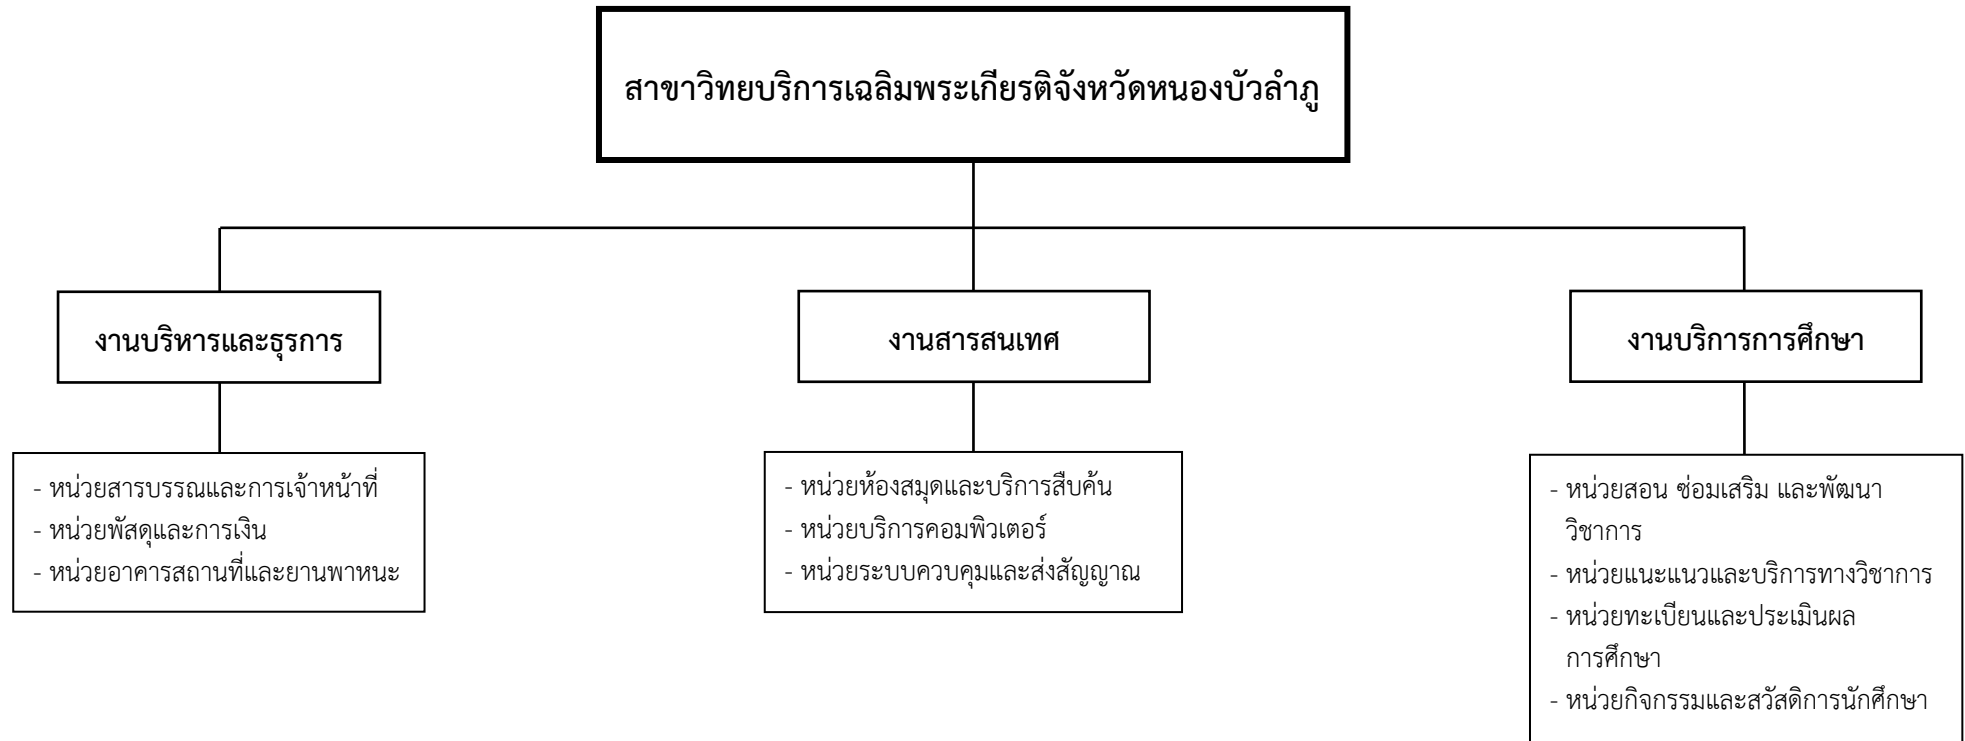 สาขาวิทยบริการเฉลิมพระเกียรติจังหวัดหนองบัวลำภู
งานบริหารและธุรการ
งานสารสนเทศ
งานบริการการศึกษา
- หน่วยสารบรรณและการเจ้าหน้าที่
- หน่วยพัสดุและการเงิน
- หน่วยอาคารสถานที่และยานพาหนะ
- หน่วยห้องสมุดและบริการสืบค้น
- หน่วยบริการคอมพิวเตอร์
- หน่วยระบบควบคุมและส่งสัญญาณ
- หน่วยสอน ซ่อมเสริม และพัฒนา
วิชาการ
- หน่วยแนะแนวและบริการทางวิชาการ
- หน่วยทะเบียนและประเมินผล
การศึกษา
- หน่วยกิจกรรมและสวัสดิการนักศึกษา